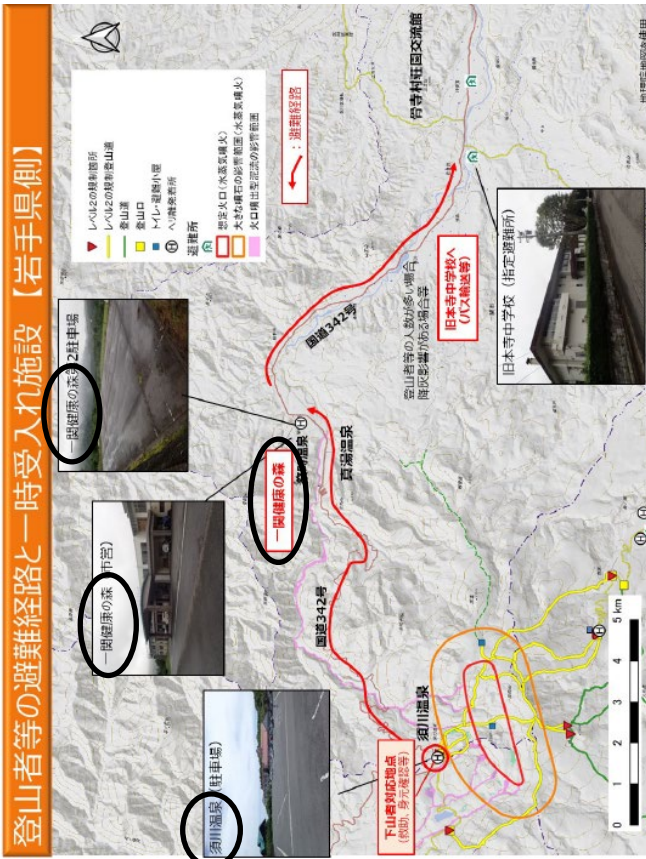 登山者等の避難経路と一時受入れ施設 【岩手県側】
須川温泉(駐車場)
一関健康の森 市営)
一関健康の森 2駐車場
レベル2の規制箇所
レベル2の規制登山道
登山道
登山口
トイレ・避難小屋
ヘリ離発着所
避難所
想定火口(水蒸気噴火)
大きな噴石の影響範囲(水蒸気噴火)
火口噴出型泥流の影響範囲
:避難経路
下山者対応地点
(救助、身元確認等)
須川温泉
国道342号
一関健康の森
真湯温泉
国道342号
登山者等の人数が多い場合
降灰影響がある場合等
旧本寺中学校へ
(バス輸送等)
骨寺村荘園交流館
旧本寺中学校(指定避難所)
0 1 2 3 4 5 km